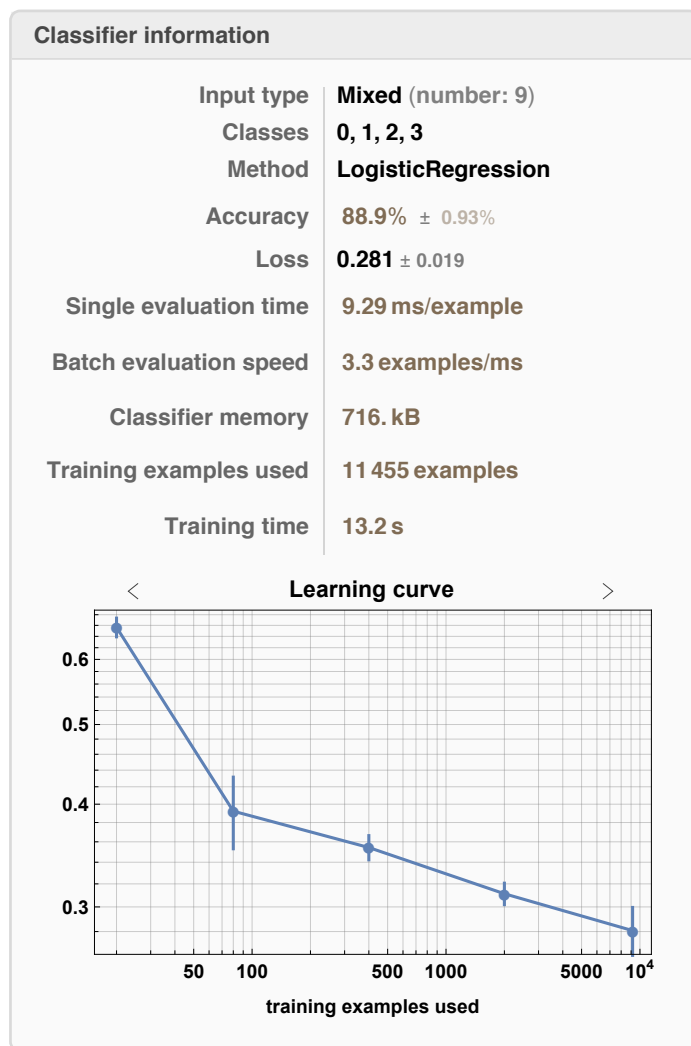 Classifier information
Input type Mixed (number: 9)
Classes 0, 1, 2, 3
Method LogisticRegression
Accuracy 88.9% ± 0.93%
Loss 0.281 ± 0.019
Single evaluation time 9.29 ms/example
Batch evaluation speed 3.3 examples/ms
Classifier memory 716. kB
Training examples used 11 455 examples
Training time 13.2 s
< Learning curve >
0.6
0.5
0.4
0.3
50 100 500 1000 5000 10⁴
training examples used